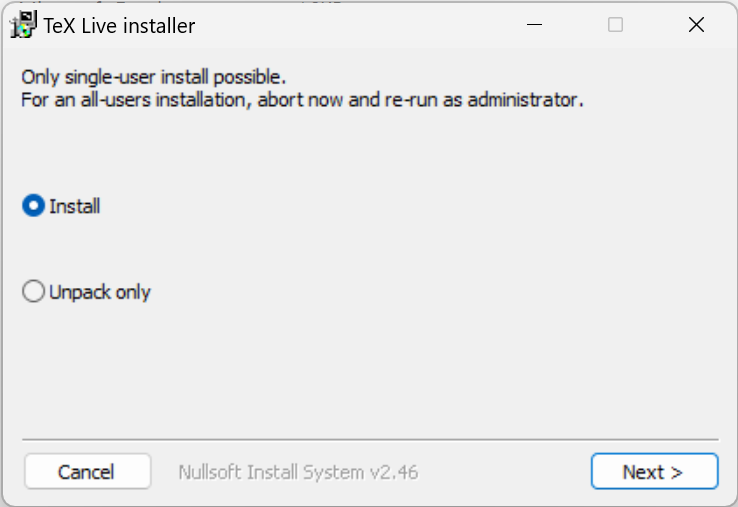 TeX Live installer
Only single-user install possible.
For an all-users installation, abort now and re-run as administrator.
Install
Unpack only
Cancel
Nullsoft Install System v2.46
Next >